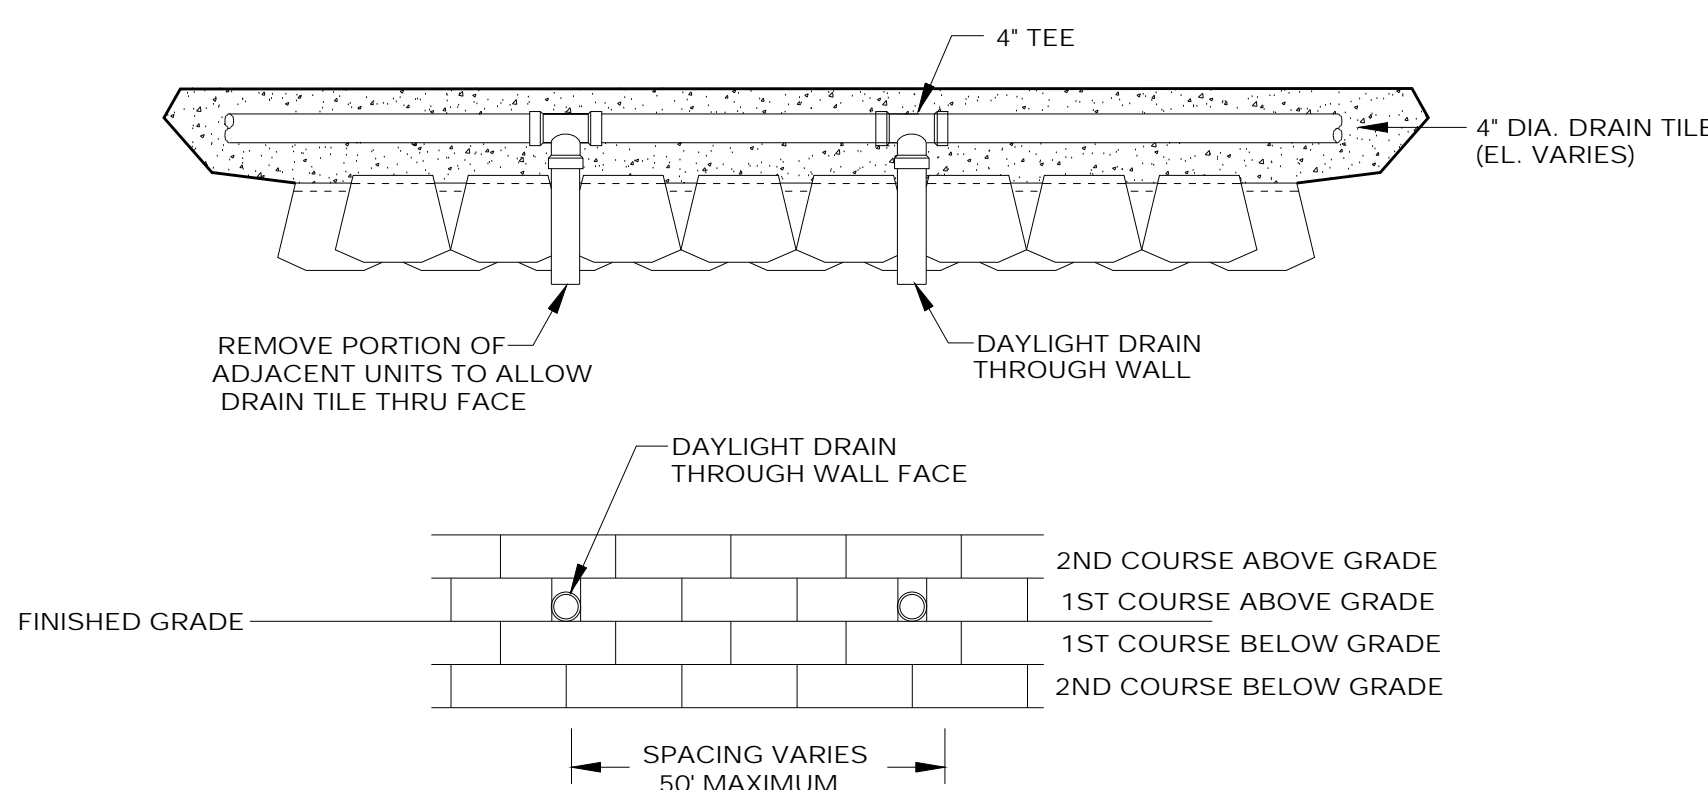 4" TEE
4" DIA. DRAIN TILE
(EL. VARIES)
REMOVE PORTION OF
ADJACENT UNITS TO ALLOW
DRAIN TILE THRU FACE
DAYLIGHT DRAIN
THROUGH WALL
DAYLIGHT DRAIN
THROUGH WALL FACE
2ND COURSE ABOVE GRADE
1ST COURSE ABOVE GRADE
FINISHED GRADE
1ST COURSE BELOW GRADE
2ND COURSE BELOW GRADE
SPACING VARIES
50' MAXIMUM